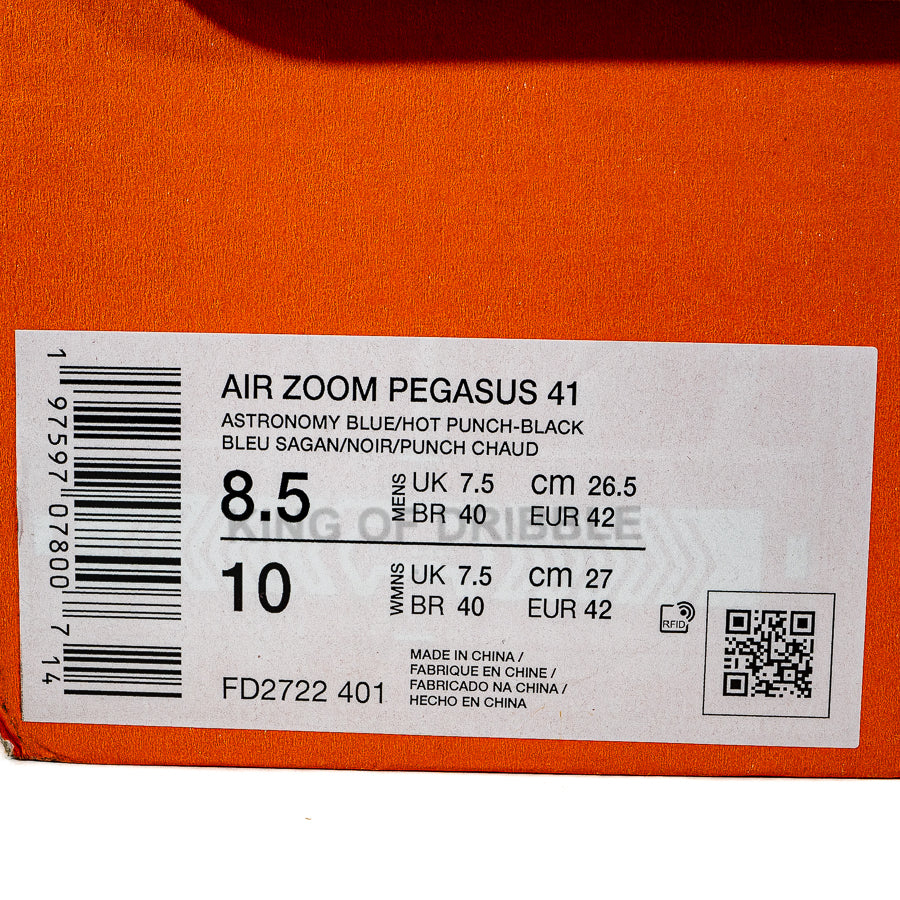 1 97597 07800 7 14
AIR ZOOM PEGASUS 41
ASTRONOMY BLUE/HOT PUNCH-BLACK
BLEU SAGAN/NOIR/PUNCH CHAUD
8.5 MENS UK 7.5 cm 26.5
BR 40 EUR 42
KING OF DRIBBLE
10 WMNS UK 7.5 cm 27
BR 40 EUR 42
RFID
FD2722 401
MADE IN CHINA /
FABRIQUE EN CHINE /
FABRICADO NA CHINA /
HECHO EN CHINA